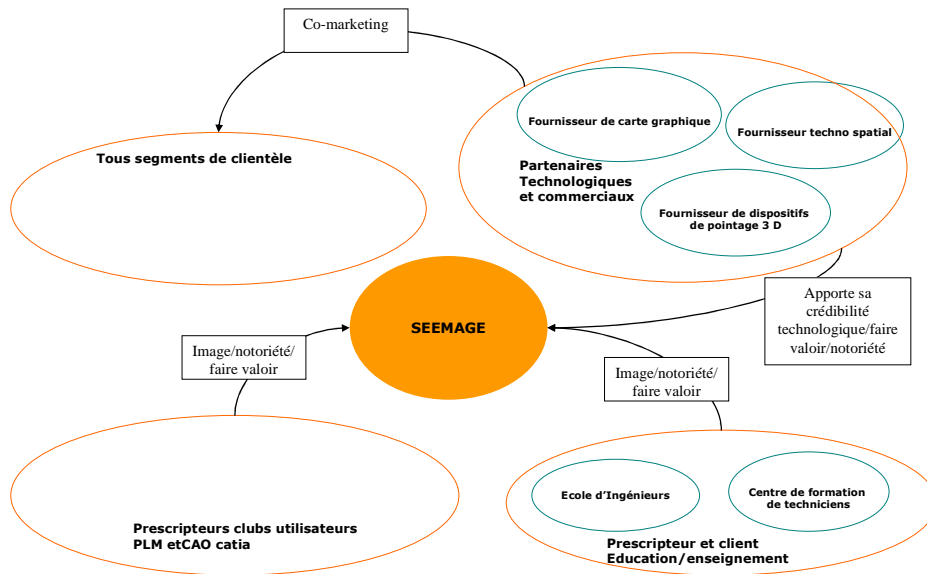 Co-marketing
Fournisseur de carte graphique
Fournisseur techno spatial
Tous segments de clientèle
Partenaires
Technologiques
et commerciaux
Fournisseur de dispositifs
de pointage 3 D
SEEMAGE
Apporte sa
crédibilité
technologique/faire
valoir/notoriété
Image/notoriété/
faire valoir
Image/notoriété/
faire valoir
Ecole d'Ingénieurs
Centre de formation
de techniciens
Prescripteurs clubs utilisateurs
PLM etCAO catia
Prescripteur et client
Education/enseignement